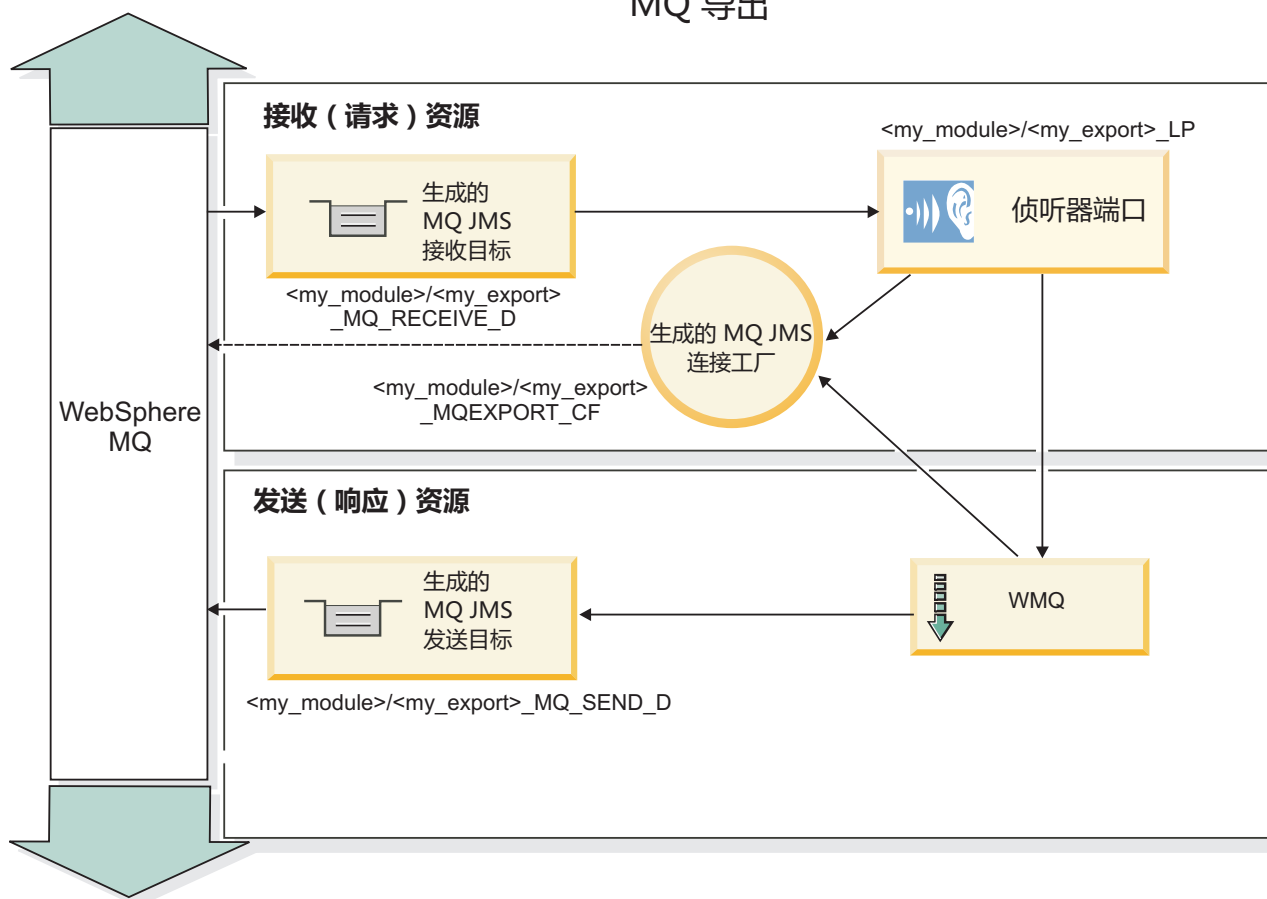 MQ 导出
接收（请求）资源
<my_module>/<my_export>_LP
生成的
MQ JMS
接收目标
侦听器端口
<my_module>/<my_export>
_MQ_RECEIVE_D
生成的 MQ JMS
连接工厂
<my_module>/<my_export>
_MQEXPORT_CF
WebSphere
MQ
发送（响应）资源
生成的
MQ JMS
发送目标
WMQ
<my_module>/<my_export>_MQ_SEND_D